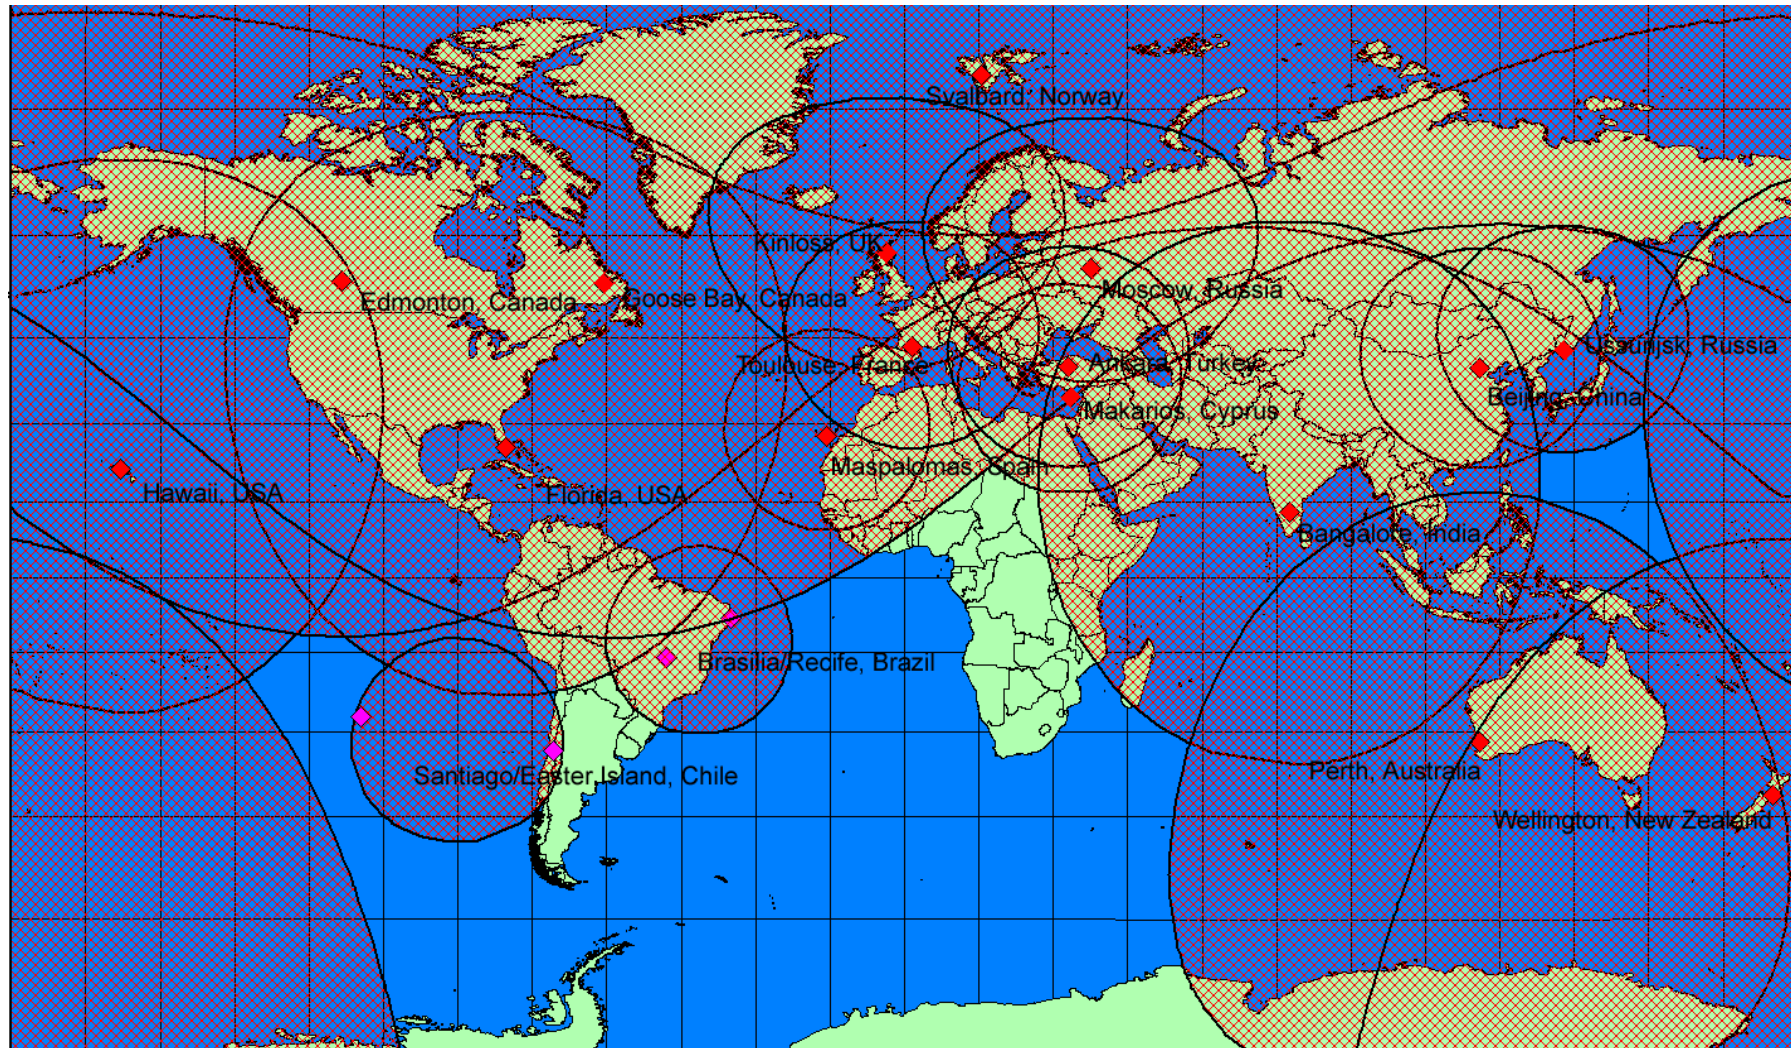 Svalbard, Norway
Kinloss, UK
Edmonton, Canada
Goose Bay, Canada
Moscow, Russia
Toulouse, France
Ankara, Turkey
Ussurijsk, Russia
Beijing, China
Makarios, Cyprus
Maspalomas, Spain
Hawaii, USA
Florida, USA
Bangalore, India
Brasilia/Recife, Brazil
Santiago/Easter Island, Chile
Perth, Australia
Wellington, New Zealand